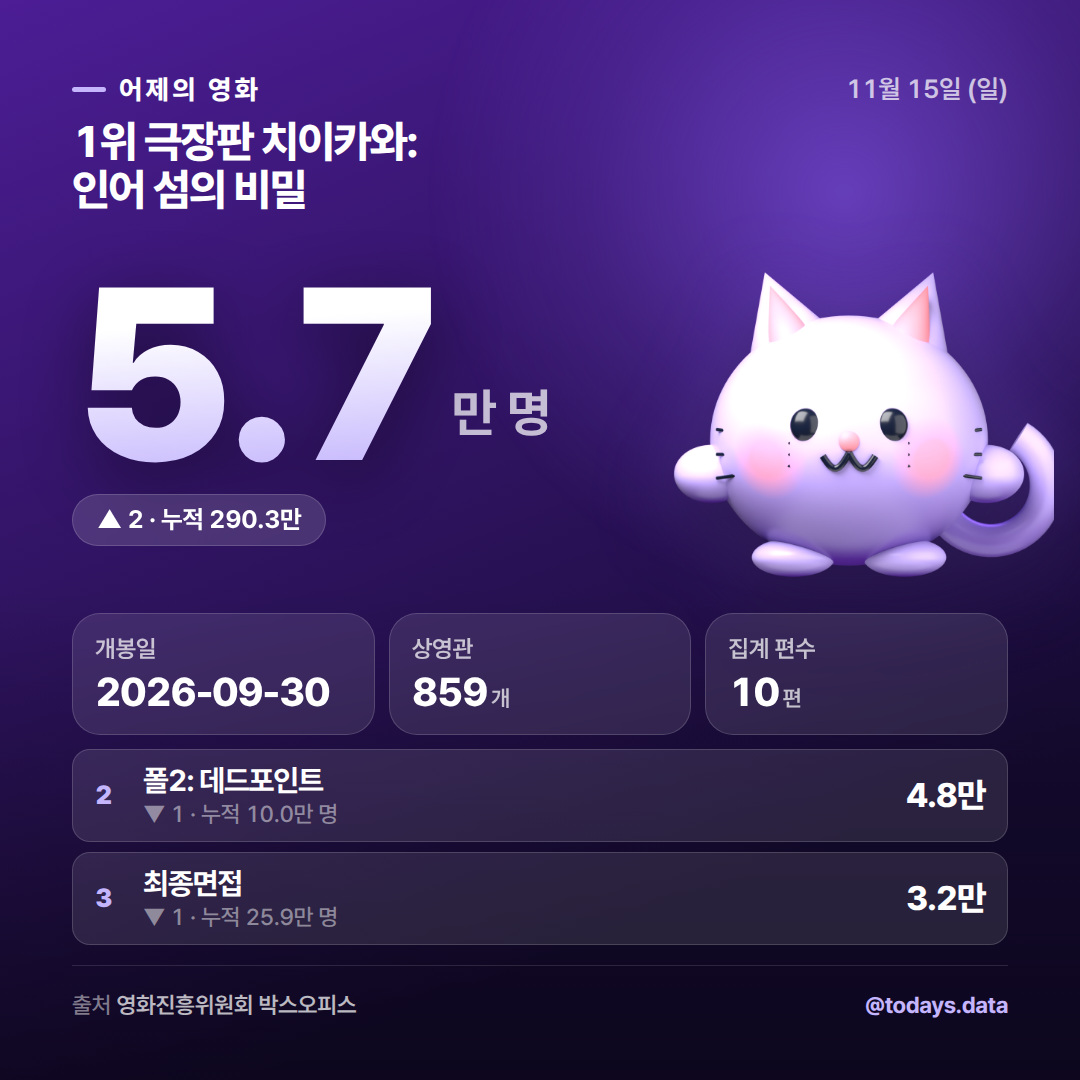 어제의 영화
11월 15일 (일)
1위 극장판 치이카와:
인어 섬의 비밀
5.7 만 명
▲ 2 · 누적 290.3만
개봉일
2026-09-30
상영관
859개
집계 편수
10편
2
폴2: 데드포인트
▼ 1 · 누적 10.0만 명
4.8만
3
최종면접
▼ 1 · 누적 25.9만 명
3.2만
출처 영화진흥위원회 박스오피스
@todays.data